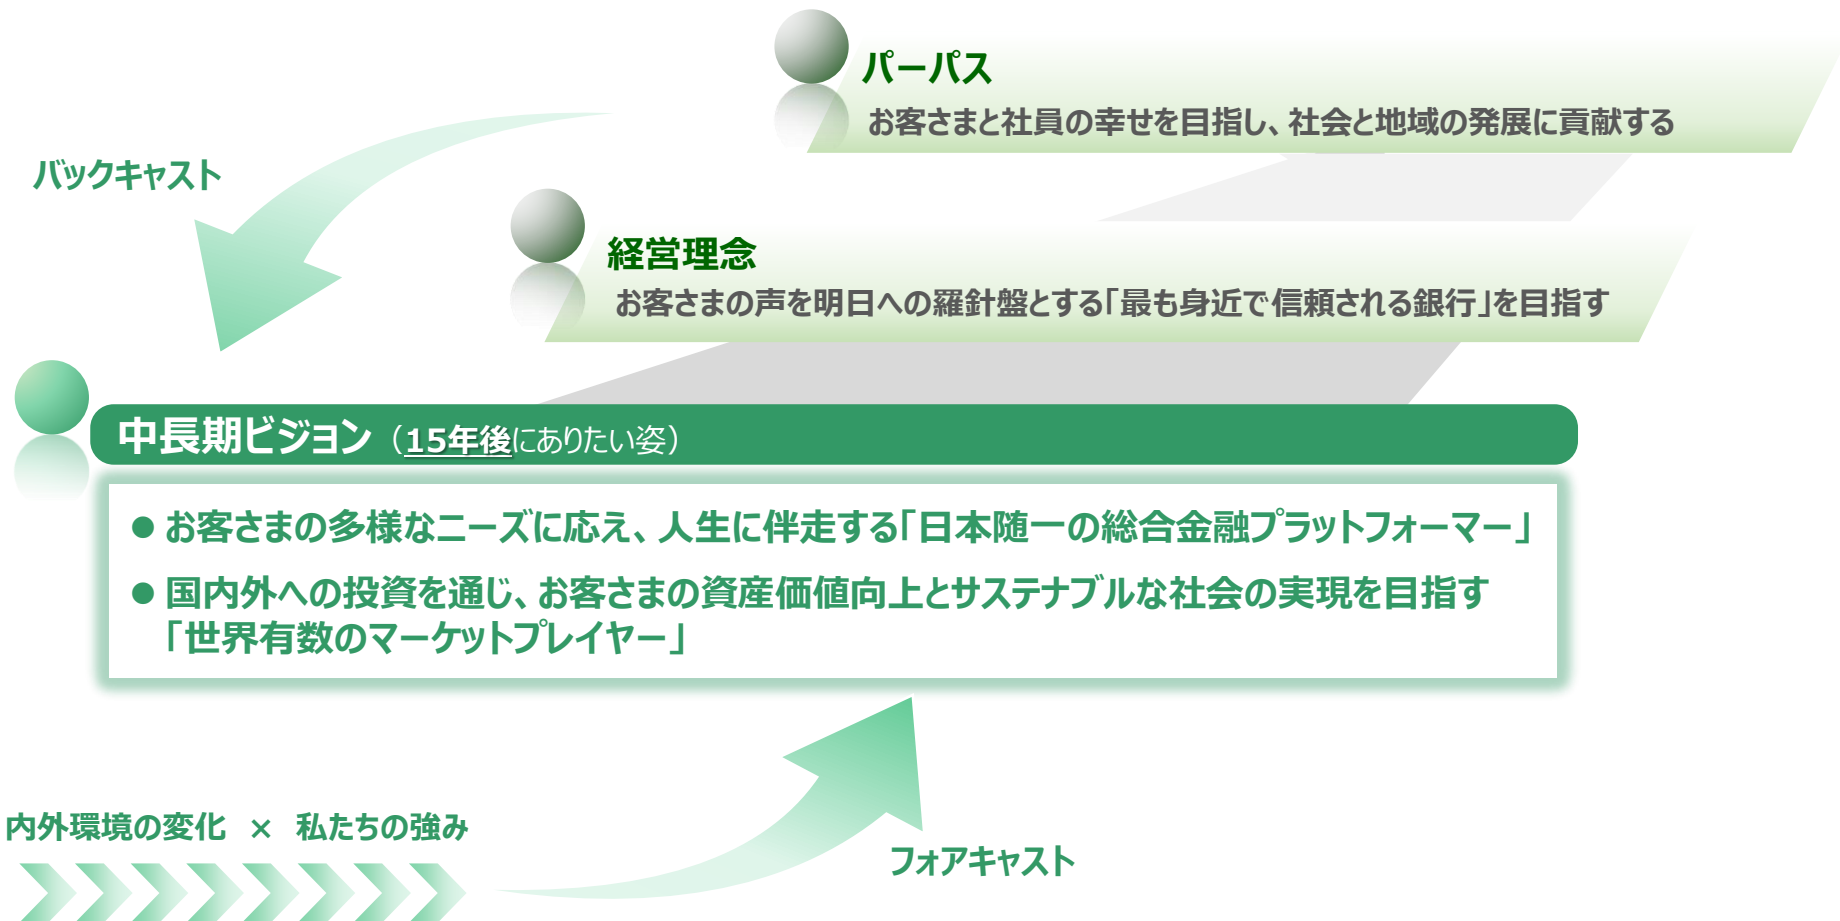 パーパス
お客さまと社員の幸せを目指し、社会と地域の発展に貢献する
バックキャスト
経営理念
お客さまの声を明日への羅針盤とする「最も身近で信頼される銀行」を目指す
中長期ビジョン（15年後にありたい姿）
● お客さまの多様なニーズに応え、人生に伴走する「日本随一の総合金融プラットフォーマー」
● 国内外への投資を通じ、お客さまの資産価値向上とサステナブルな社会の実現を目指す
「世界有数のマーケットプレイヤー」
内外環境の変化 × 私たちの強み
フォアキャスト